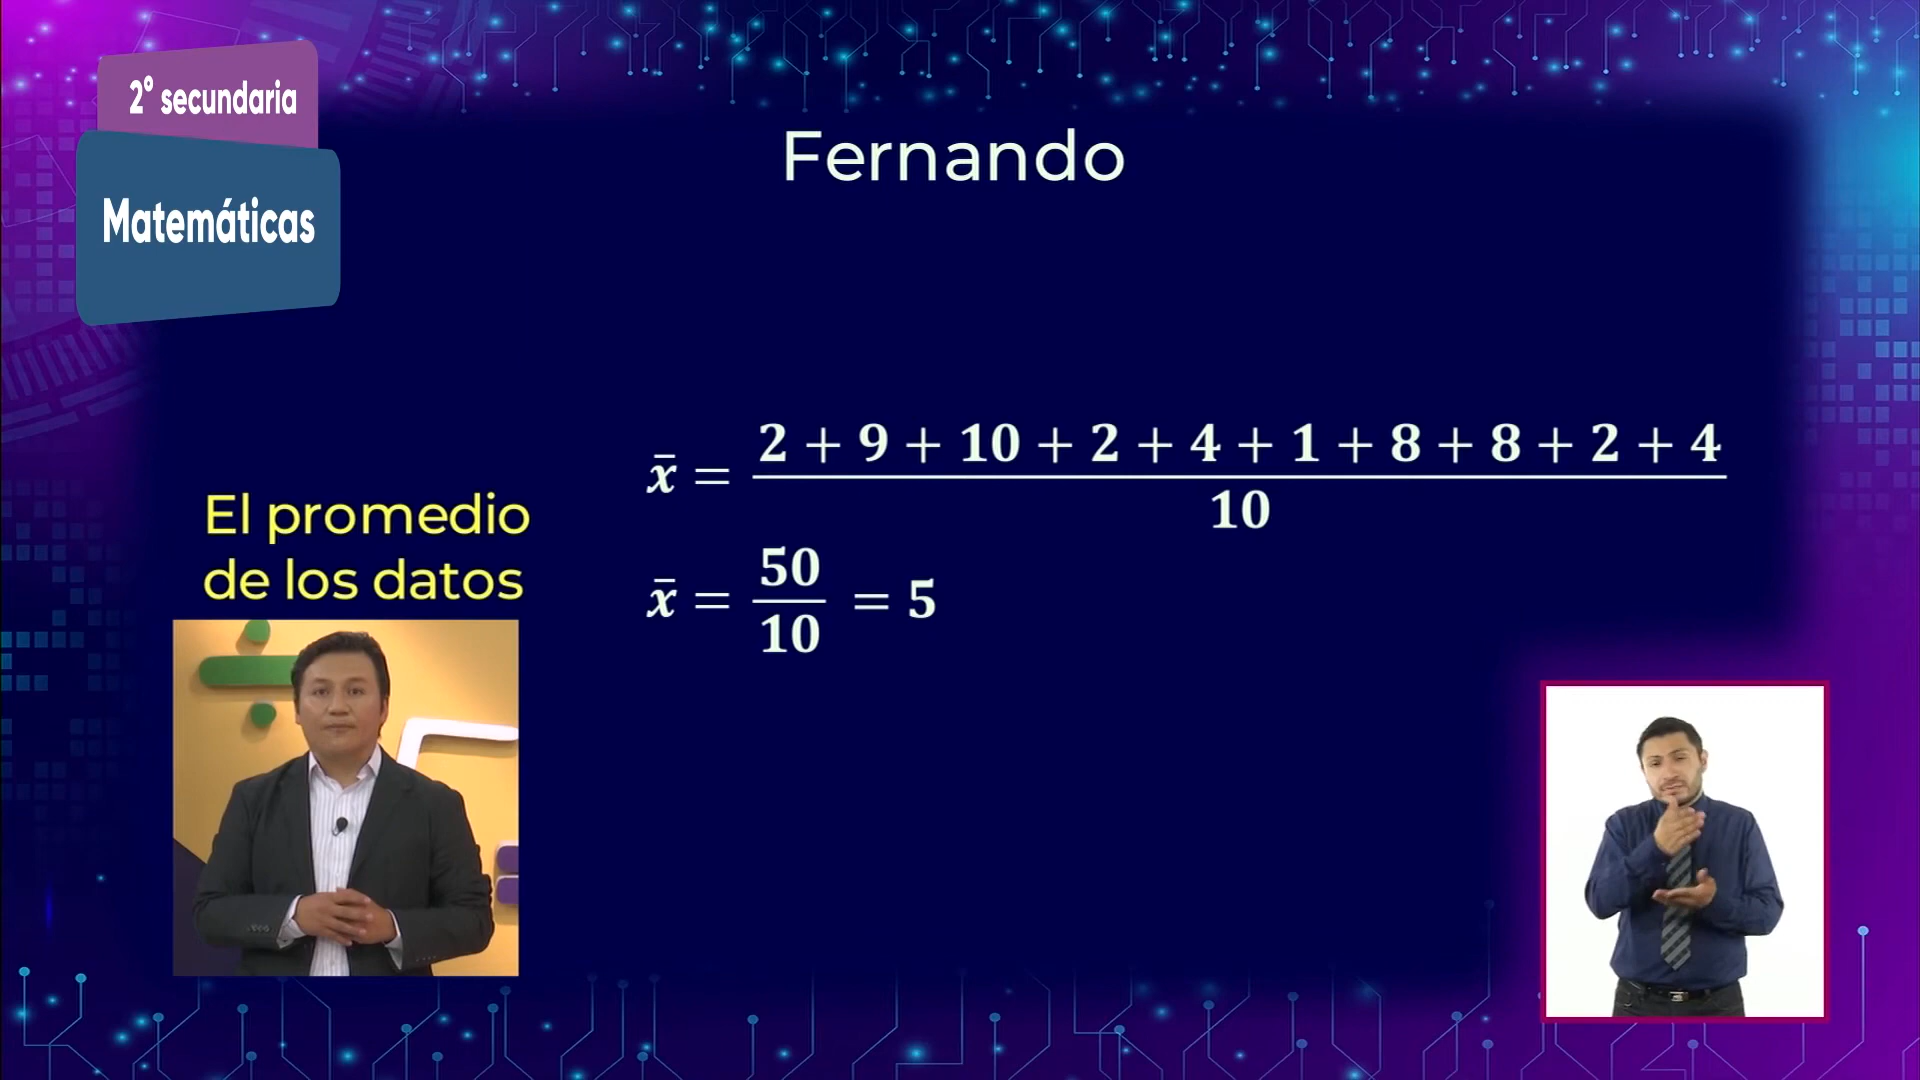 2° secundaria
Matemáticas
Fernando
El promedio
de los datos
x̄ = 2 + 9 + 10 + 2 + 4 + 1 + 8 + 8 + 2 + 4
10
x̄ = 50/10 = 5